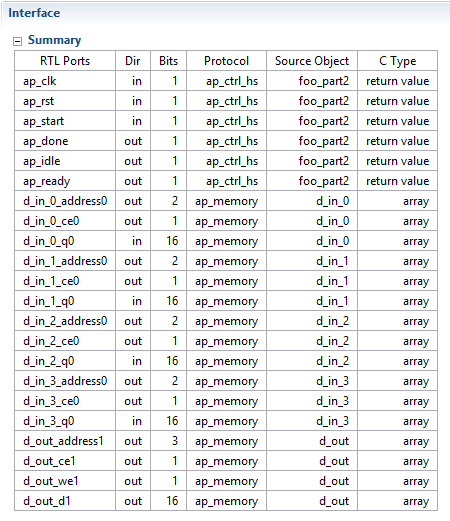 Interface
Summary
RTL Ports Dir Bits Protocol Source Object C Type
ap_clk in 1 ap_ctrl_hs foo_part2 return value
ap_rst in 1 ap_ctrl_hs foo_part2 return value
ap_start in 1 ap_ctrl_hs foo_part2 return value
ap_done out 1 ap_ctrl_hs foo_part2 return value
ap_idle out 1 ap_ctrl_hs foo_part2 return value
ap_ready out 1 ap_ctrl_hs foo_part2 return value
d_in_0_address0 out 2 ap_memory d_in_0 array
d_in_0_ce0 out 1 ap_memory d_in_0 array
d_in_0_q0 in 16 ap_memory d_in_0 array
d_in_1_address0 out 2 ap_memory d_in_1 array
d_in_1_ce0 out 1 ap_memory d_in_1 array
d_in_1_q0 in 16 ap_memory d_in_1 array
d_in_2_address0 out 2 ap_memory d_in_2 array
d_in_2_ce0 out 1 ap_memory d_in_2 array
d_in_2_q0 in 16 ap_memory d_in_2 array
d_in_3_address0 out 2 ap_memory d_in_3 array
d_in_3_ce0 out 1 ap_memory d_in_3 array
d_in_3_q0 in 16 ap_memory d_in_3 array
d_out_address1 out 3 ap_memory d_out array
d_out_ce1 out 1 ap_memory d_out array
d_out_we1 out 1 ap_memory d_out array
d_out_d1 out 16 ap_memory d_out array